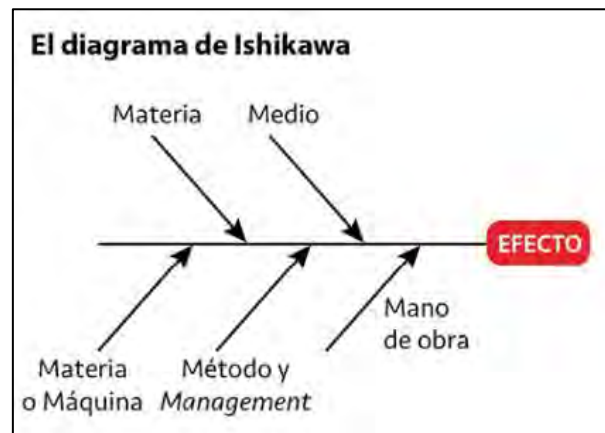 El diagrama de Ishikawa
Materia
Medio
EFECTO
Mano
de obra
Materia
o Máquina
Método y
Management